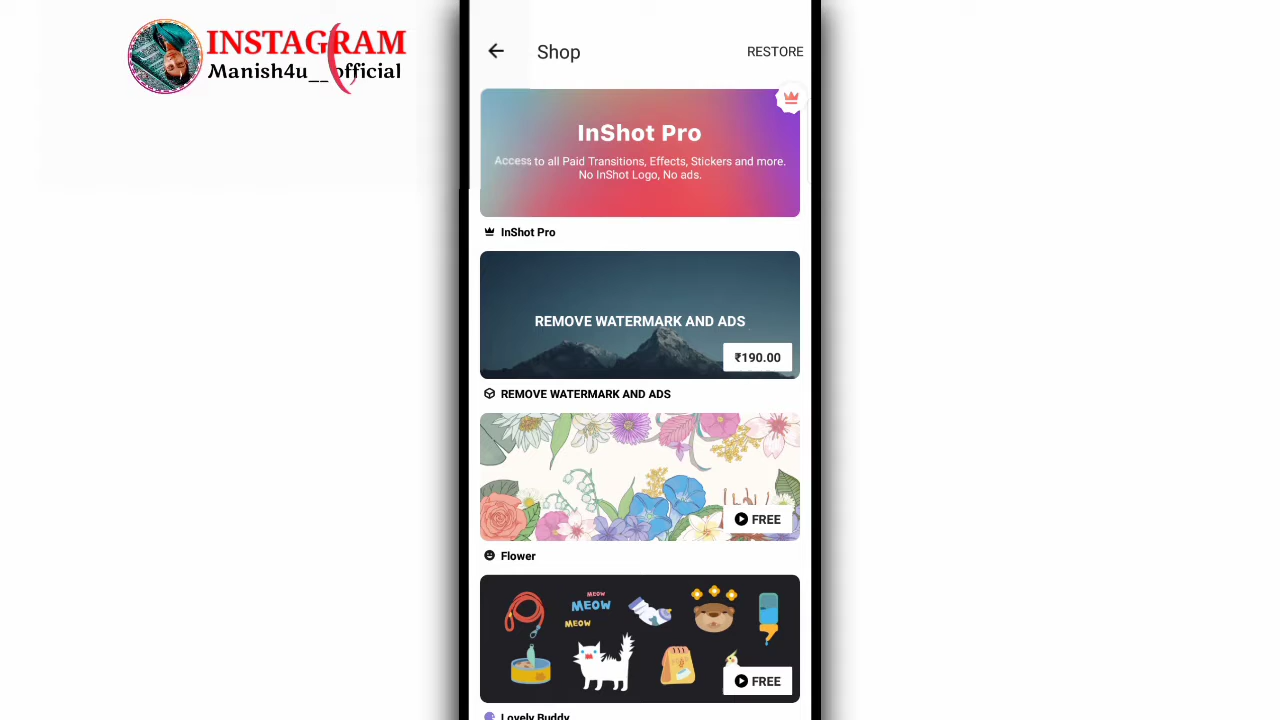 INSTAGRAM
Manish4u__official
Shop
RESTORE
InShot Pro
Access to all Paid Transitions, Effects, Stickers and more.
No InShot Logo, No ads.
InShot Pro
REMOVE WATERMARK AND ADS
₹190.00
REMOVE WATERMARK AND ADS
FREE
Flower
MEOW
MEOW
MEOW
FREE
Lovely Buddy